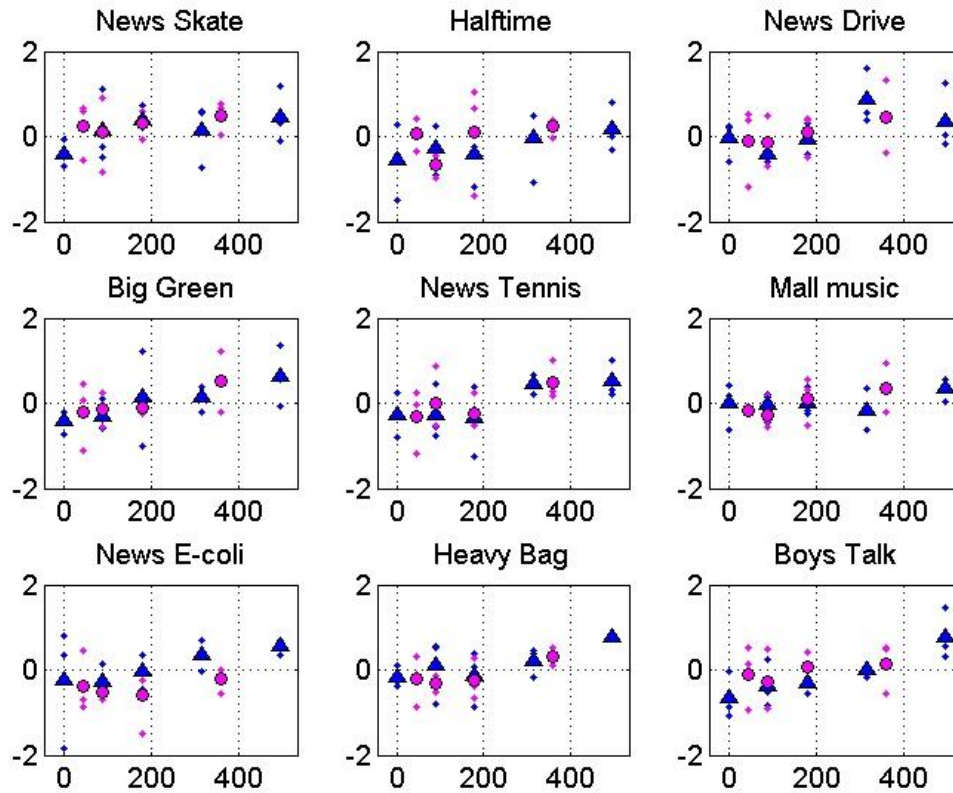 News Skate
Halftime
News Drive
2
0
-2
0 200 400
2
0
-2
0 200 400
2
0
-2
0 200 400
Big Green
News Tennis
Mall music
2
0
-2
0 200 400
2
0
-2
0 200 400
2
0
-2
0 200 400
News E-coli
Heavy Bag
Boys Talk
2
0
-2
0 200 400
2
0
-2
0 200 400
2
0
-2
0 200 400